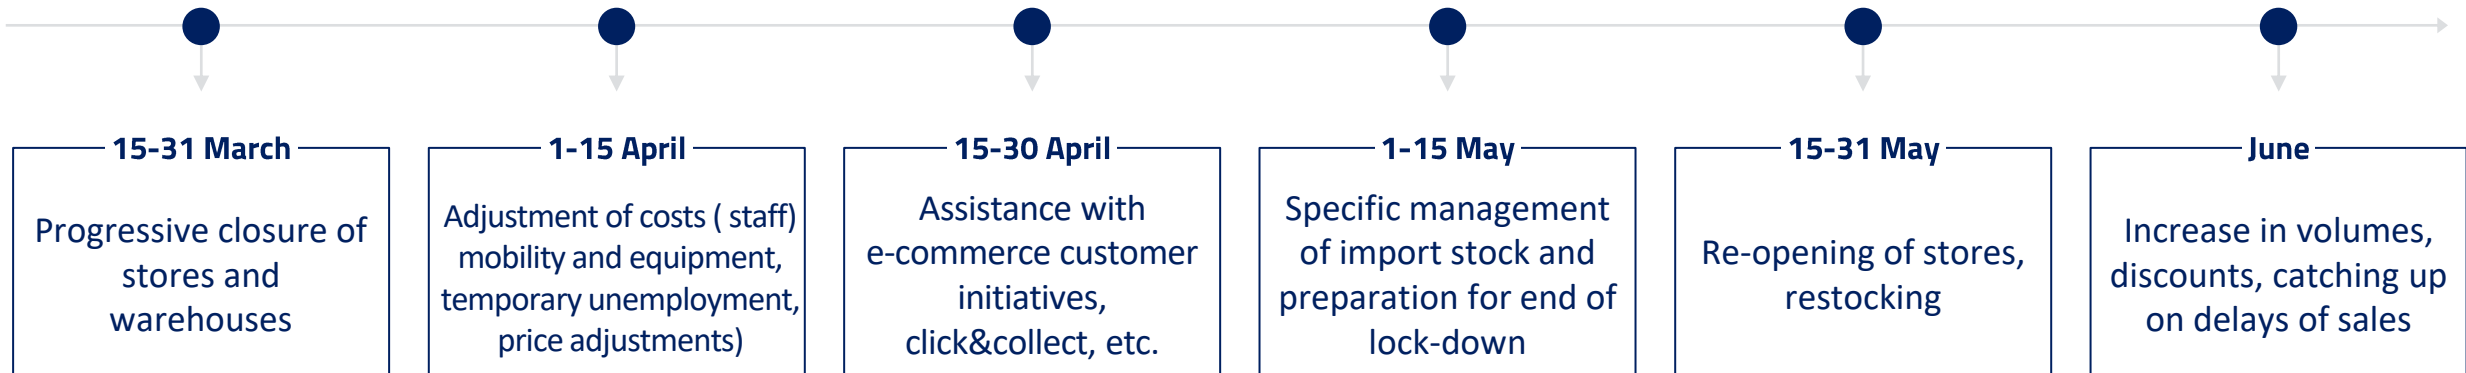 15-31 March
Progressive closure of
stores and
warehouses
1-15 April
Adjustment of costs ( staff)
mobility and equipment,
temporary unemployment,
price adjustments)
15-30 April
Assistance with
e-commerce customer
initiatives,
click&collect, etc.
1-15 May
Specific management
of import stock and
preparation for end of
lock-down
15-31 May
Re-opening of stores,
restocking
June
Increase in volumes,
discounts, catching up
on delays of sales